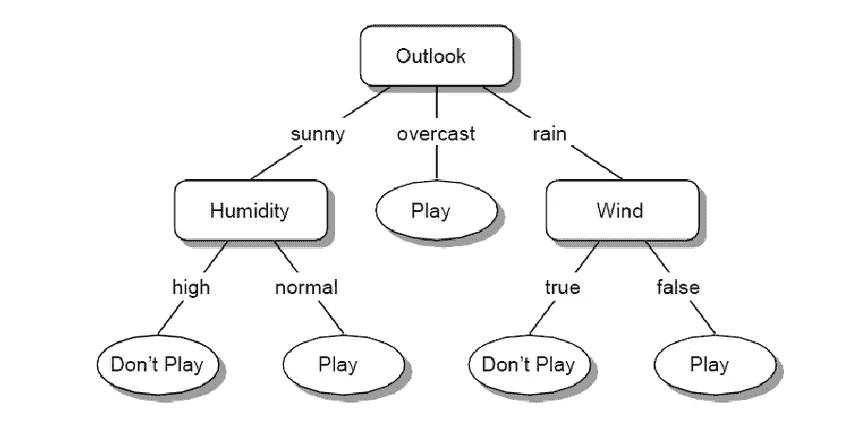 Outlook
sunny
overcast
rain
Humidity
Play
Wind
high
normal
true
false
Don't Play
Play
Don't Play
Play